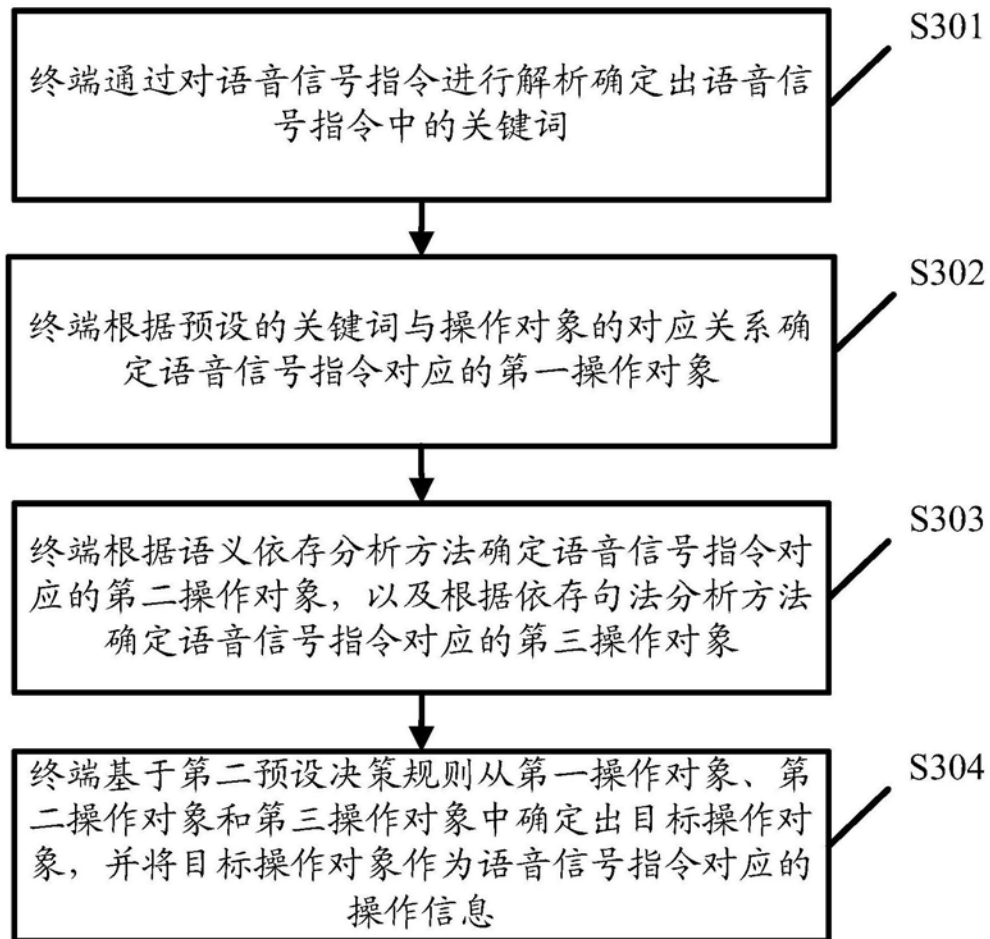 S301
终端通过对语音信号指令进行解析确定出语音信
号指令中的关键词
S302
终端根据预设的关键词与操作对象的对应关系确
定语音信号指令对应的第一操作对象
S303
终端根据语义依存分析方法确定语音信号指令对
应的第二操作对象，以及根据依存句法分析方法
确定语音信号指令对应的第三操作对象
S304
终端基于第二预设决策规则从第一操作对象、第
二操作对象和第三操作对象中确定出目标操作对
象，并将目标操作对象作为语音信号指令对应的
操作信息